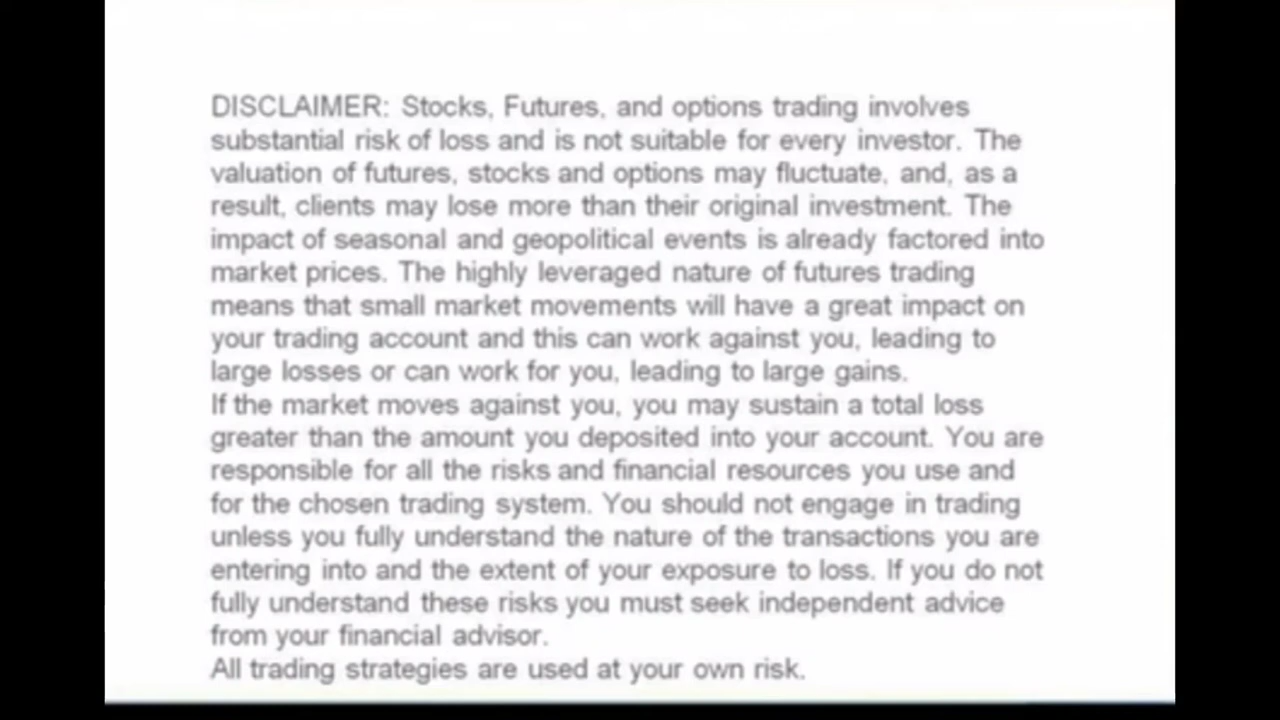 DISCLAIMER: Stocks, Futures, and options trading involves
substantial risk of loss and is not suitable for every investor. The
valuation of futures, stocks and options may fluctuate, and, as a
result, clients may lose more than their original investment. The
impact of seasonal and geopolitical events is already factored into
market prices. The highly leveraged nature of futures trading
means that small market movements will have a great impact on
your trading account and this can work against you, leading to
large losses or can work for you, leading to large gains.
If the market moves against you, you may sustain a total loss
greater than the amount you deposited into your account. You are
responsible for all the risks and financial resources you use and
for the chosen trading system. You should not engage in trading
unless you fully understand the nature of the transactions you are
entering into and the extent of your exposure to loss. If you do not
fully understand these risks you must seek independent advice
from your financial advisor.
All trading strategies are used at your own risk.